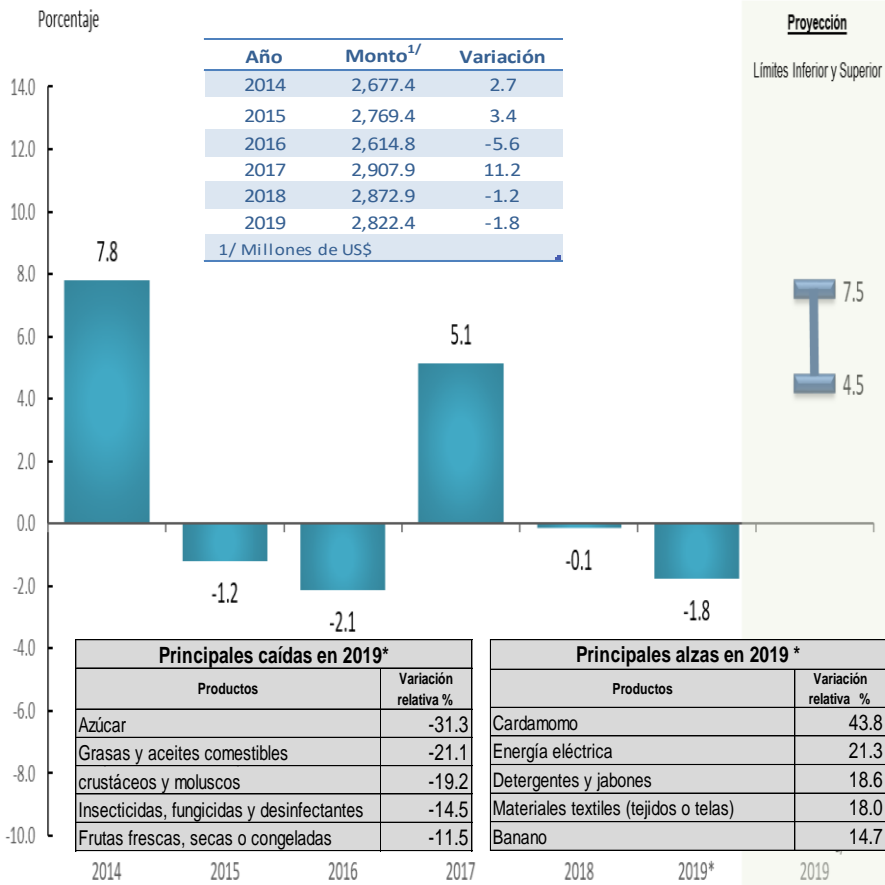 Porcentaje
Proyección
Límites Inferior y Superior
Año Monto1/ Variación
2014 2,677.4 2.7
2015 2,769.4 3.4
2016 2,614.8 -5.6
2017 2,907.9 11.2
2018 2,872.9 -1.2
2019 2,822.4 -1.8
1/ Millones de US$
14.0
12.0
10.0
8.0
6.0
4.0
2.0
0.0
-2.0
-4.0
-6.0
-8.0
-10.0
7.8
-1.2
-2.1
5.1
-0.1
-1.8
7.5
4.5
Principales caídas en 2019*
Productos Variación relativa %
Azúcar -31.3
Grasas y aceites comestibles -21.1
crustáceos y moluscos -19.2
Insecticidas, fungicidas y desinfectantes -14.5
Frutas frescas, secas o congeladas -11.5
Principales alzas en 2019 *
Productos Variación relativa %
Cardamomo 43.8
Energía eléctrica 21.3
Detergentes y jabones 18.6
Materiales textiles (tejidos o telas) 18.0
Banano 14.7
2014 2015 2016 2017 2018 2019* 2019